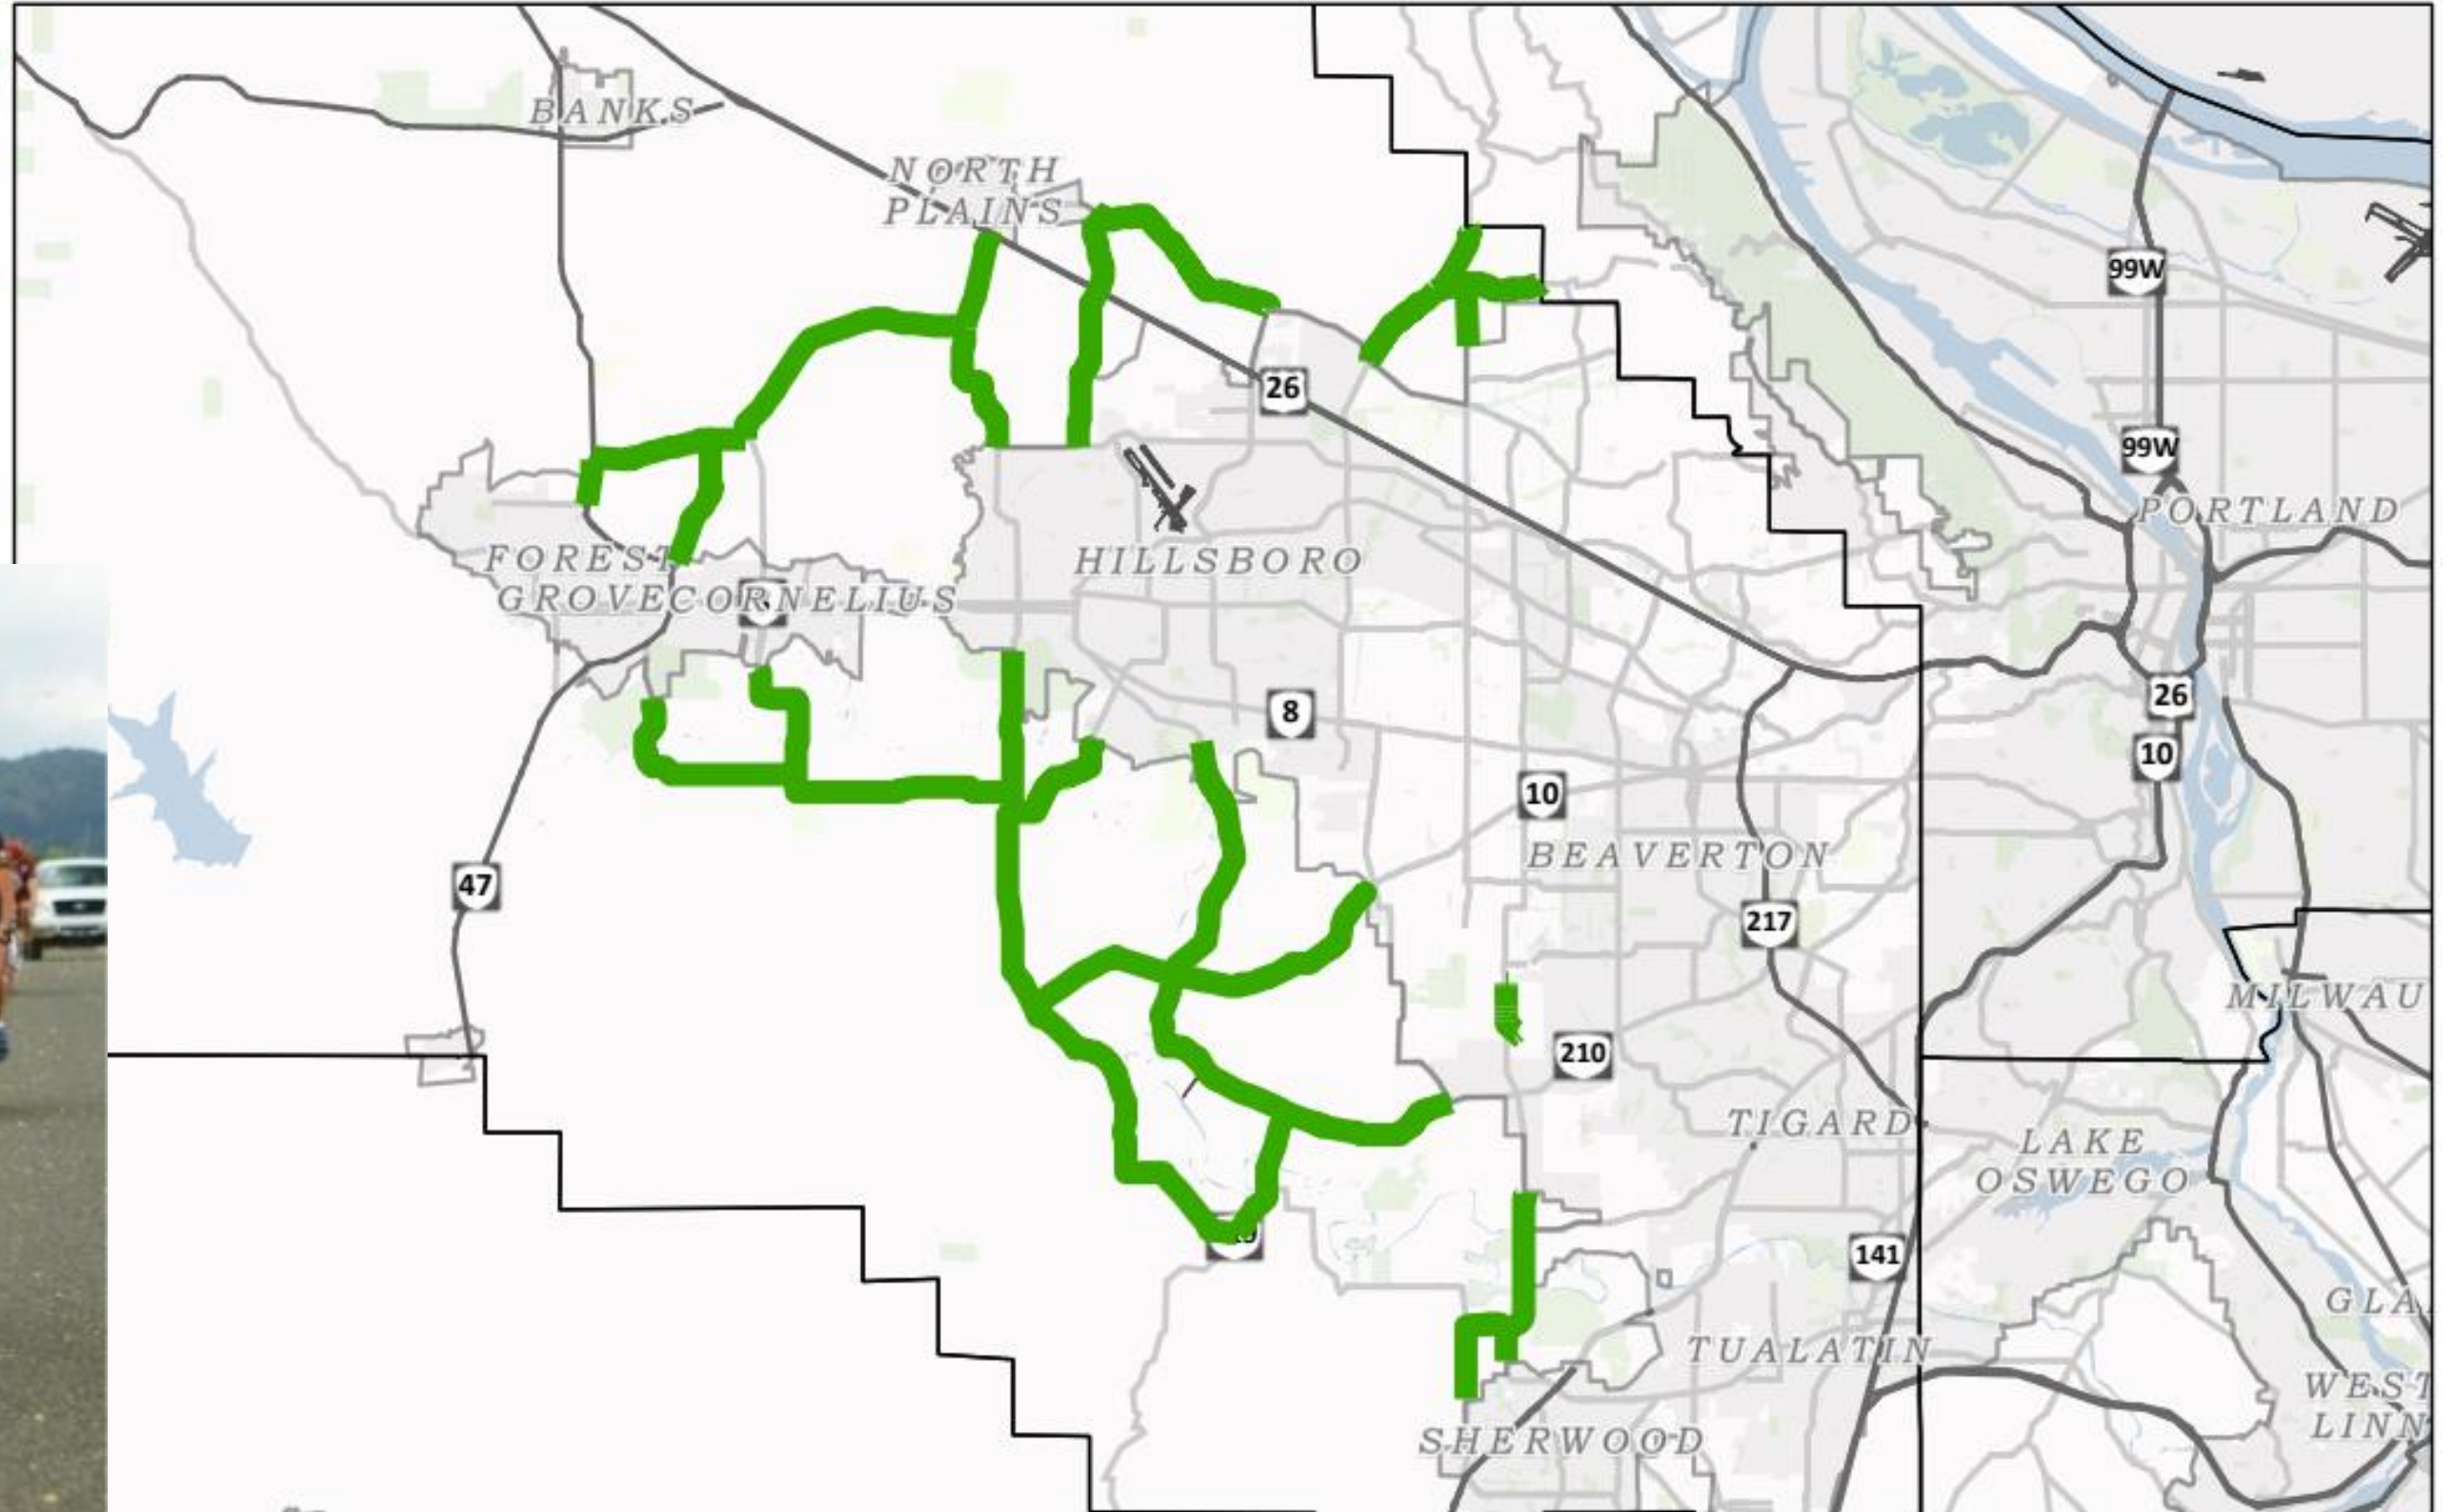 BANKS
NORTH
PLAINS
99W
26
99W
PORTLAND
FOREST
GROVE
CORNELIUS
HILLSBORO
8
26
10
10
BEAVERTON
47
217
MILWAU
210
TIGARD
LAKE
OSWEGO
141
GLA
TUALATIN
WEST
LINN
SHERWOOD